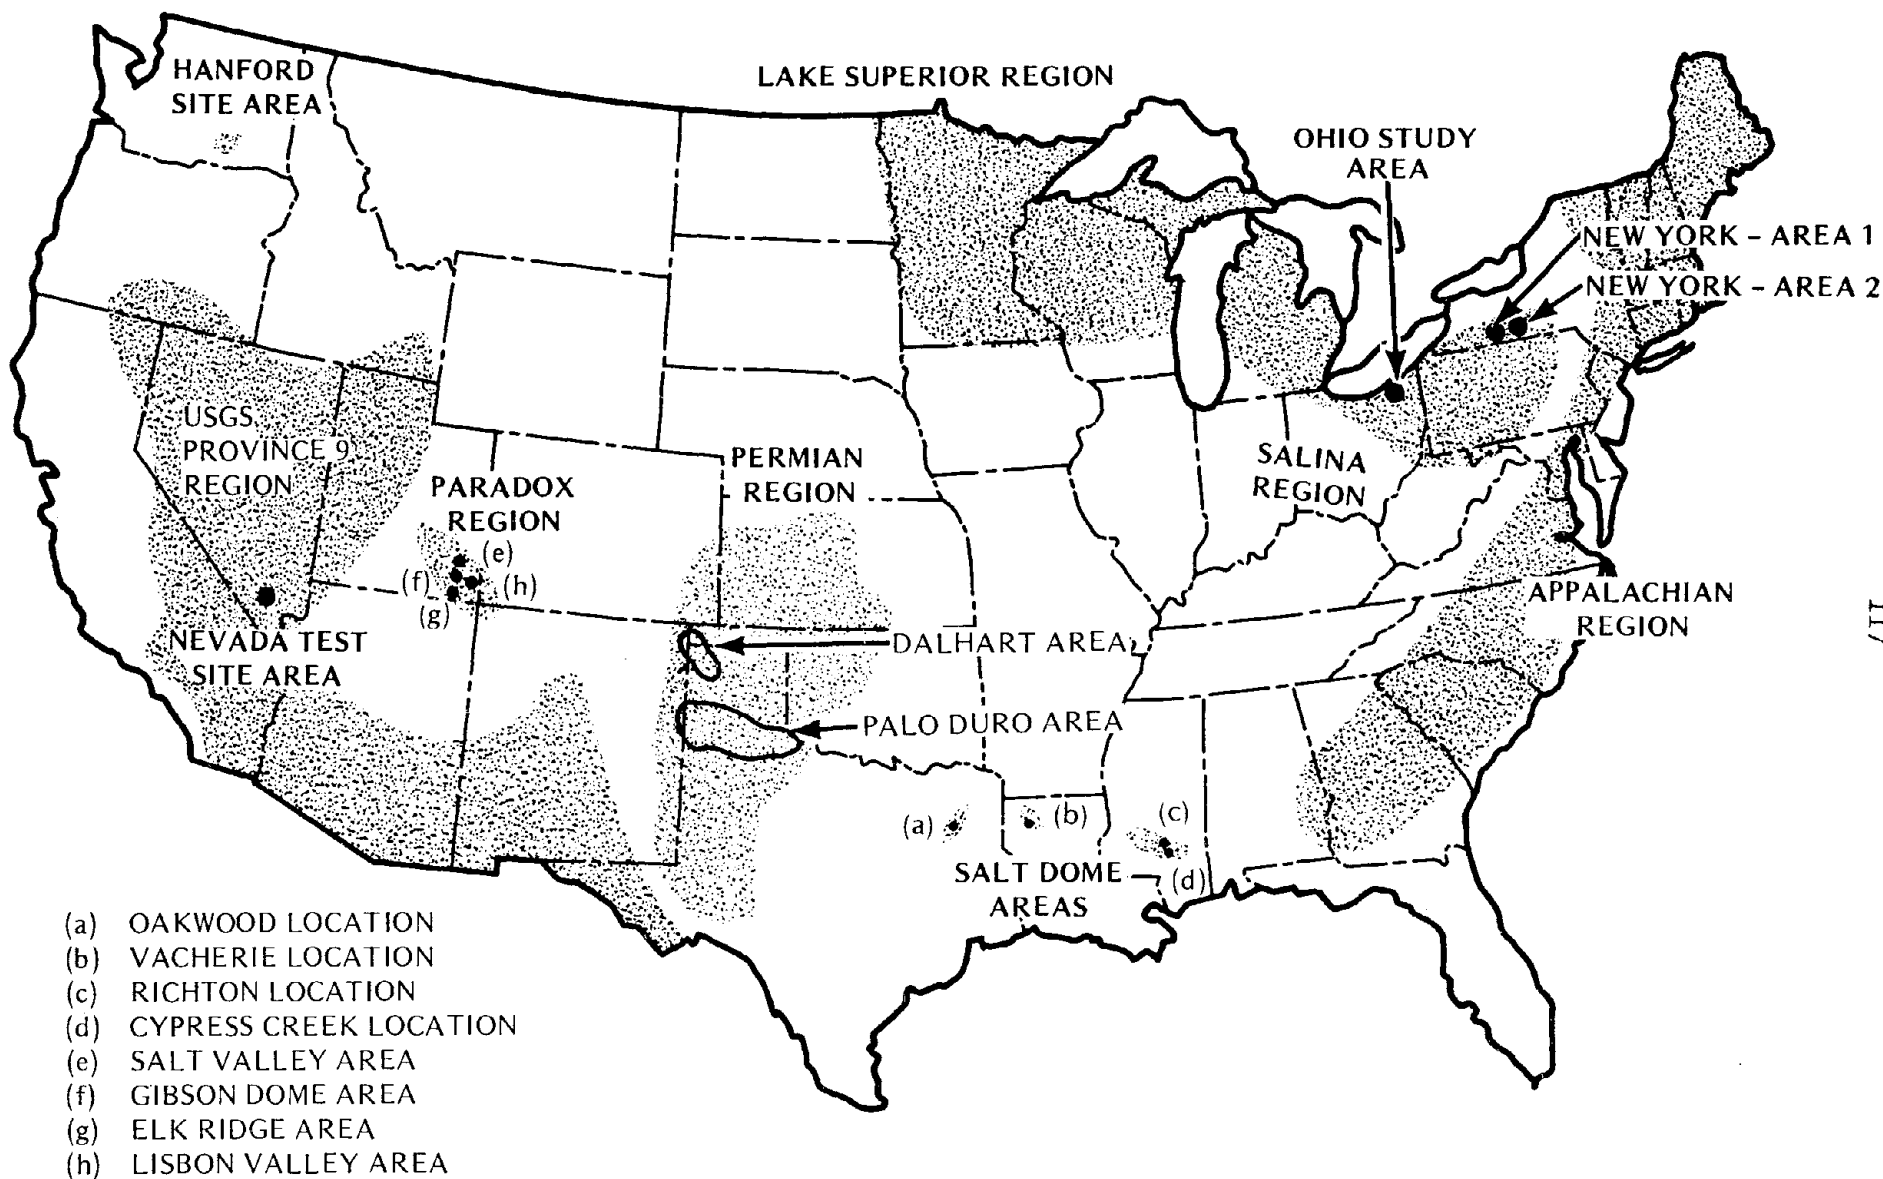 HANFORD
SITE AREA
LAKE SUPERIOR REGION
OHIO STUDY
AREA
NEW YORK – AREA 1
NEW YORK – AREA 2
USGS
PROVINCE 9
REGION
PARADOX
REGION
PERMIAN
REGION
SALINA
REGION
(e)
(f)
(h)
(g)
APPALACHIAN
REGION
NEVADA TEST
SITE AREA
DALHART AREA
PALO DURO AREA
(a)
(b)
(c)
(d)
SALT DOME
AREAS
(a) OAKWOOD LOCATION
(b) VACHERIE LOCATION
(c) RICHTON LOCATION
(d) CYPRESS CREEK LOCATION
(e) SALT VALLEY AREA
(f) GIBSON DOME AREA
(g) ELK RIDGE AREA
(h) LISBON VALLEY AREA